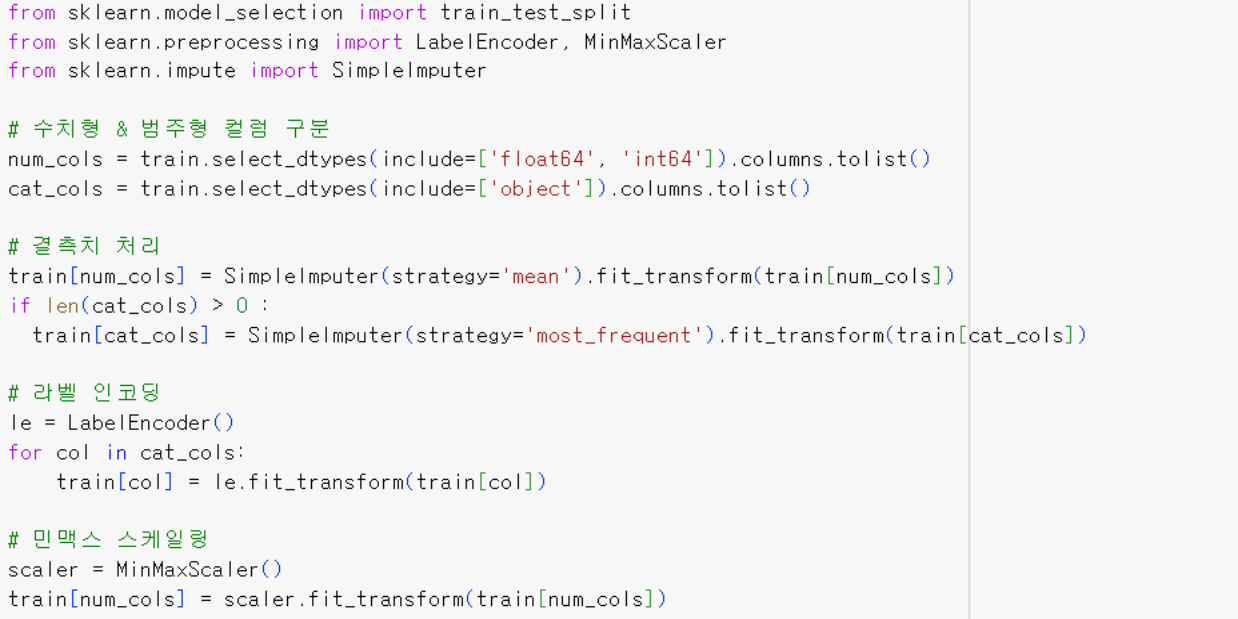 from sklearn.model_selection import train_test_split
from sklearn.preprocessing import LabelEncoder, MinMaxScaler
from sklearn.impute import SimpleImputer
# 수치형 & 범주형 컬럼 구분
num_cols = train.select_dtypes(include=['float64', 'int64']).columns.tolist()
cat_cols = train.select_dtypes(include=['object']).columns.tolist()
# 결측치 처리
train[num_cols] = SimpleImputer(strategy='mean').fit_transform(train[num_cols])
if len(cat_cols) > 0 :
  train[cat_cols] = SimpleImputer(strategy='most_frequent').fit_transform(train[cat_cols])
# 라벨 인코딩
le = LabelEncoder()
for col in cat_cols:
    train[col] = le.fit_transform(train[col])
# 민맥스 스케일링
scaler = MinMaxScaler()
train[num_cols] = scaler.fit_transform(train[num_cols])